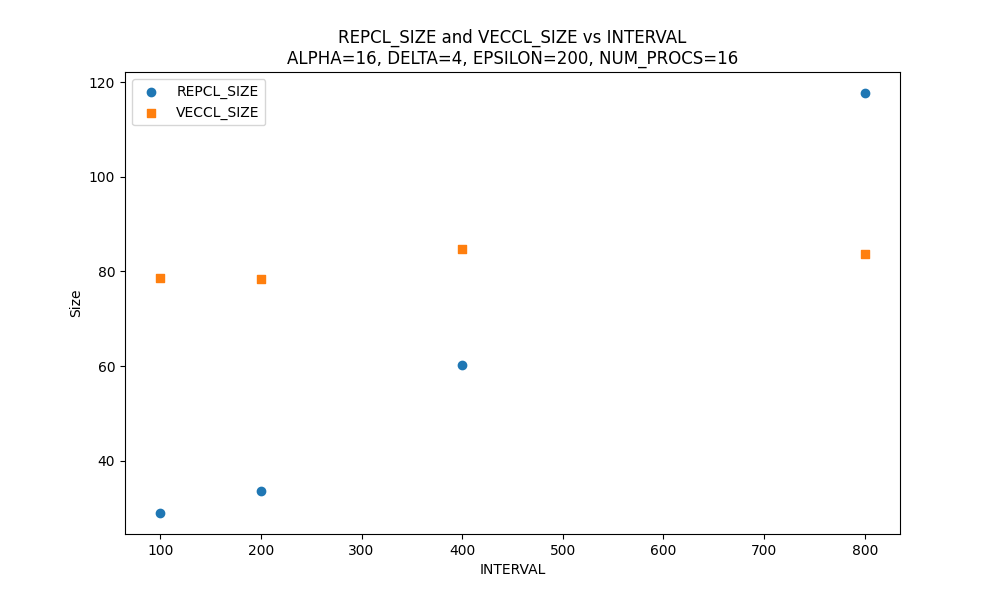 REPCL_SIZE and VECCL_SIZE vs INTERVAL
ALPHA=16, DELTA=4, EPSILON=200, NUM_PROCS=16
REPCL_SIZE
VECCL_SIZE
120
100
80
60
40
Size
100 200 300 400 500 600 700 800
INTERVAL